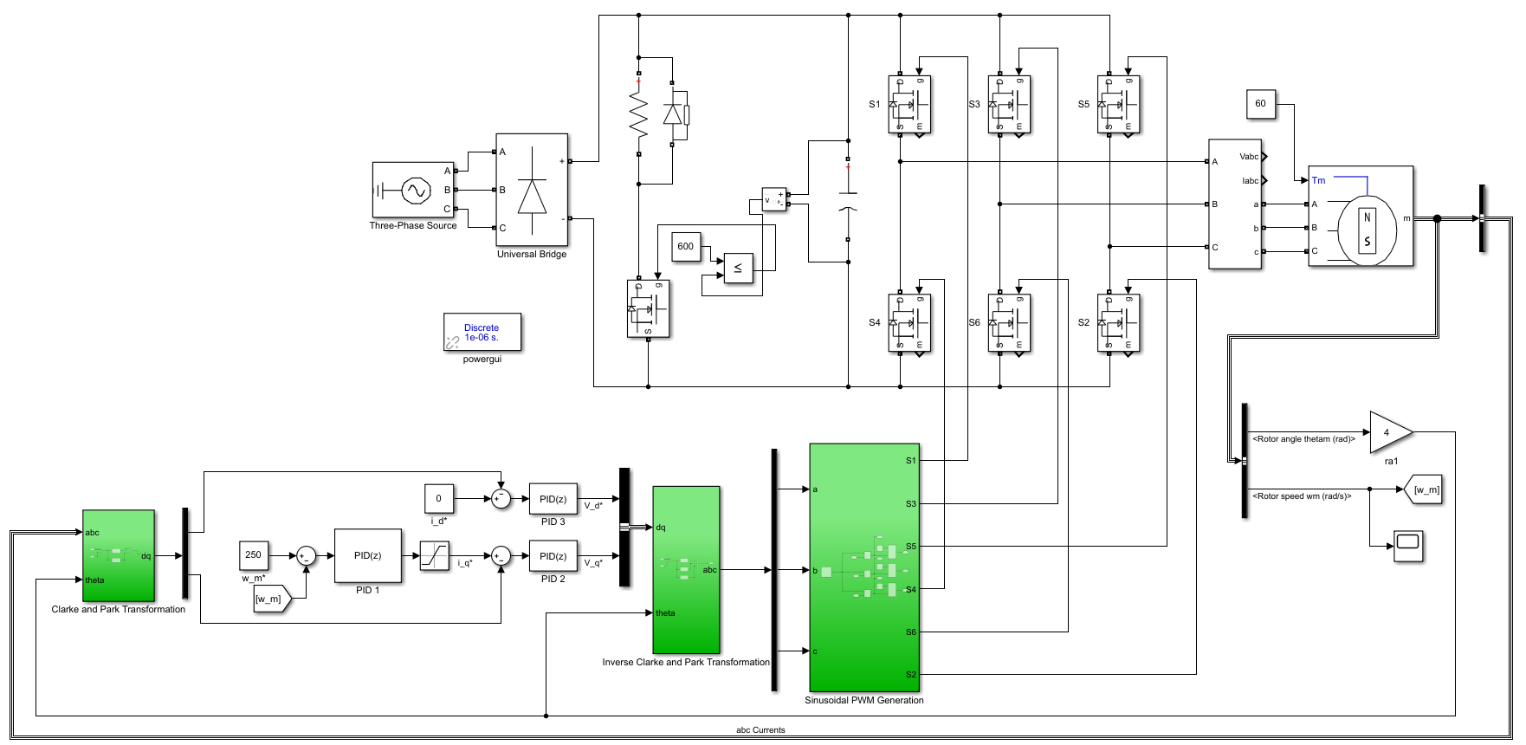 g
D
S
m
S1
g
D
S
m
S3
g
D
S
m
S5
60
A
B
C
Three-Phase Source
A
B
C
+
-
Universal Bridge
v
+
-
600
≤
g
D
S
A
B
C
Vabc
Iabc
a
b
c
Tm
A
B
C
N
S
m
g
D
S
m
S4
g
D
S
m
S6
g
D
S
m
S2
Discrete
1e-06 s.
powergui
<Rotor angle thetam (rad)>
4
ra1
<Rotor speed wm (rad/s)>
[w_m]
abc
theta
dq
Clarke and Park Transformation
250
w_m*
[w_m]
PID(z)
PID 1
i_q*
0
i_d*
PID(z)
PID 3
V_d*
PID(z)
PID 2
V_q*
dq
theta
abc
Inverse Clarke and Park Transformation
a
b
c
S1
S3
S5
S4
S6
S2
Sinusoidal PWM Generation
abc Currents